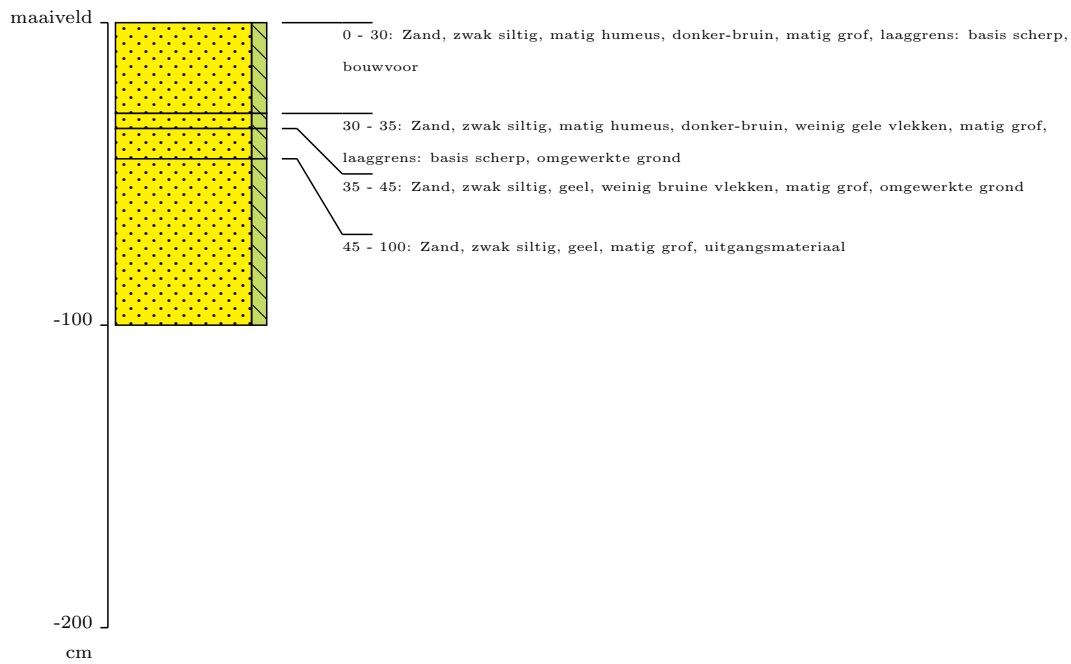 maaiveld
0 - 30: Zand, zwak siltig, matig humeus, donker-bruin, matig grof, laaggrens: basis scherp,
bouwvoor
30 - 35: Zand, zwak siltig, matig humeus, donker-bruin, weinig gele vlekken, matig grof,
laaggrens: basis scherp, omgewerkte grond
35 - 45: Zand, zwak siltig, geel, weinig bruine vlekken, matig grof, omgewerkte grond
45 - 100: Zand, zwak siltig, geel, matig grof, uitgangsmateriaal
-100
-200
cm